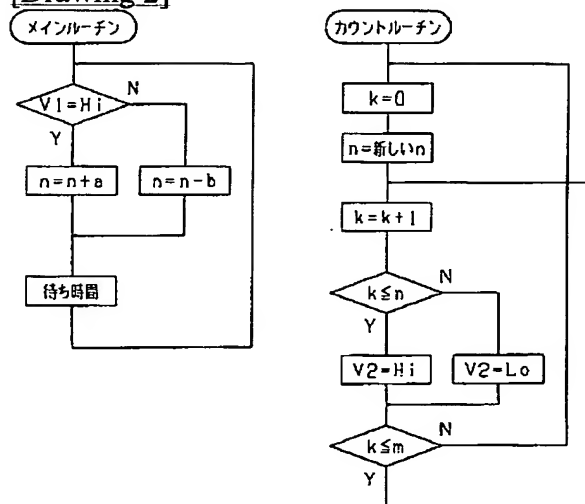 [Drawing 2]
メインルーチン
V1=Hi
N
Y
n=n+a
n=n-b
待ち時間
カウントルーチン
k=0
n=新しいn
k=k+1
k≦n
N
Y
V2=Hi
V2=Lo
k≦m
N
Y